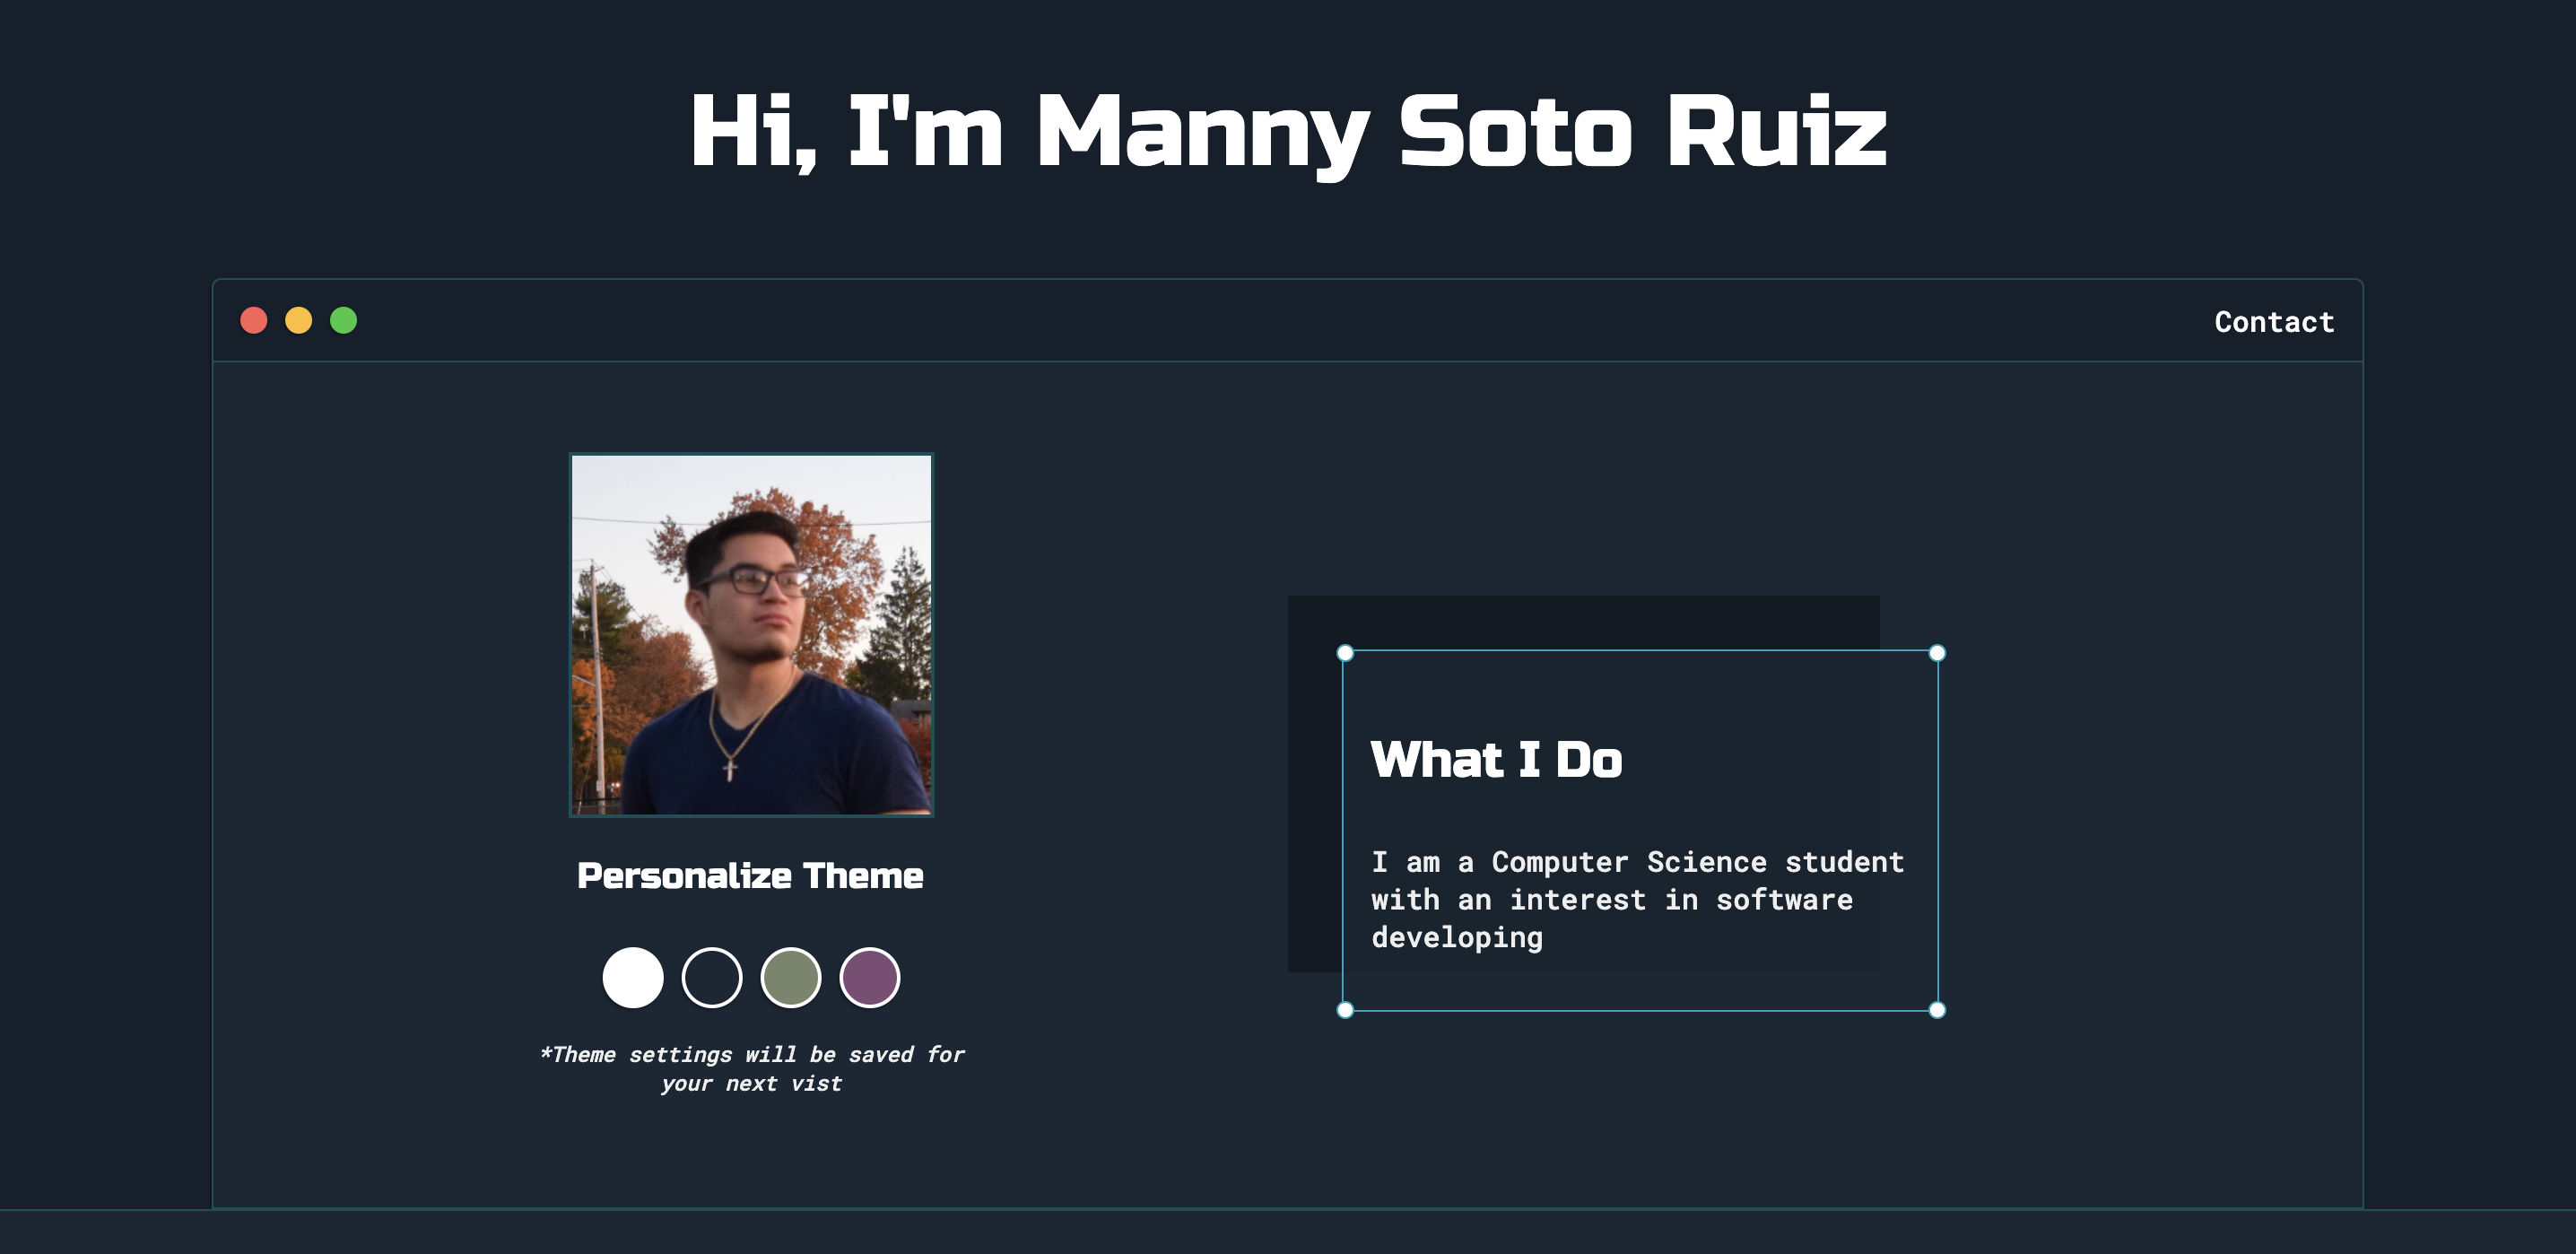 Hi, I'm Manny Soto Ruiz
Contact
Personalize Theme
*Theme settings will be saved for
your next vist
What I Do
I am a Computer Science student
with an interest in software
developing